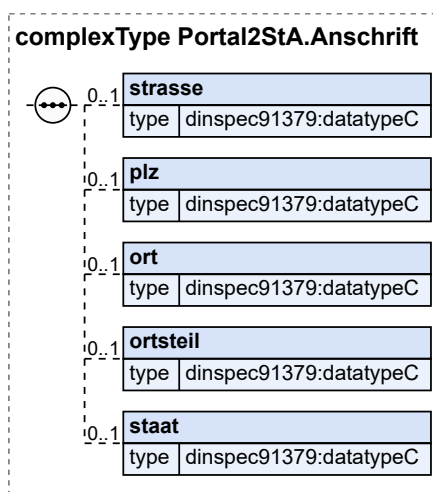 complexType Portal2StA.Anschrift
0..1 strasse
type dinspec91379:datatypeC
0..1 plz
type dinspec91379:datatypeC
0..1 ort
type dinspec91379:datatypeC
0..1 ortsteil
type dinspec91379:datatypeC
0..1 staat
type dinspec91379:datatypeC